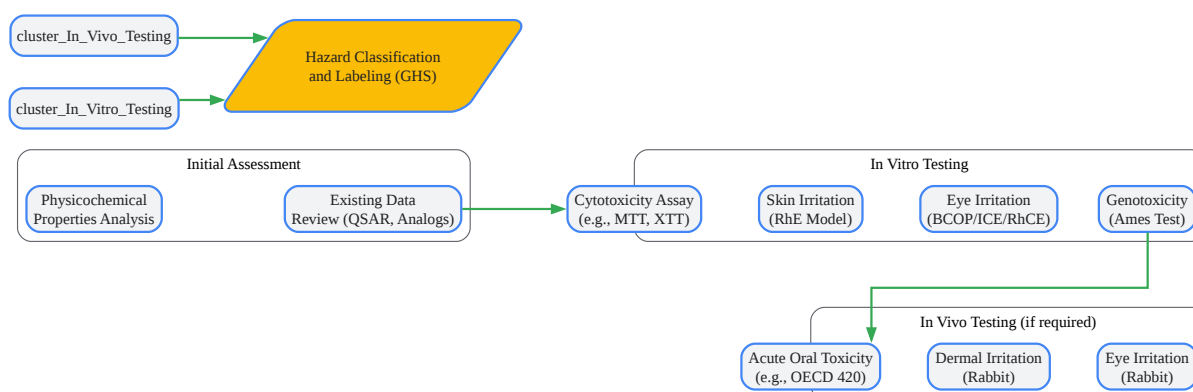 cluster_In_Vivo_Testing
Hazard Classification
and Labeling (GHS)
cluster_In_Vitro_Testing
Initial Assessment
Physicochemical
Properties Analysis
Existing Data
Review (QSAR, Analogs)
In Vitro Testing
Cytotoxicity Assay
(e.g., MTT, XTT)
Skin Irritation
(RhE Model)
Eye Irritation
(BCOP/ICE/RhCE)
Genotoxicity
(Ames Test)
In Vivo Testing (if required)
Acute Oral Toxicity
(e.g., OECD 420)
Dermal Irritation
(Rabbit)
Eye Irritation
(Rabbit)